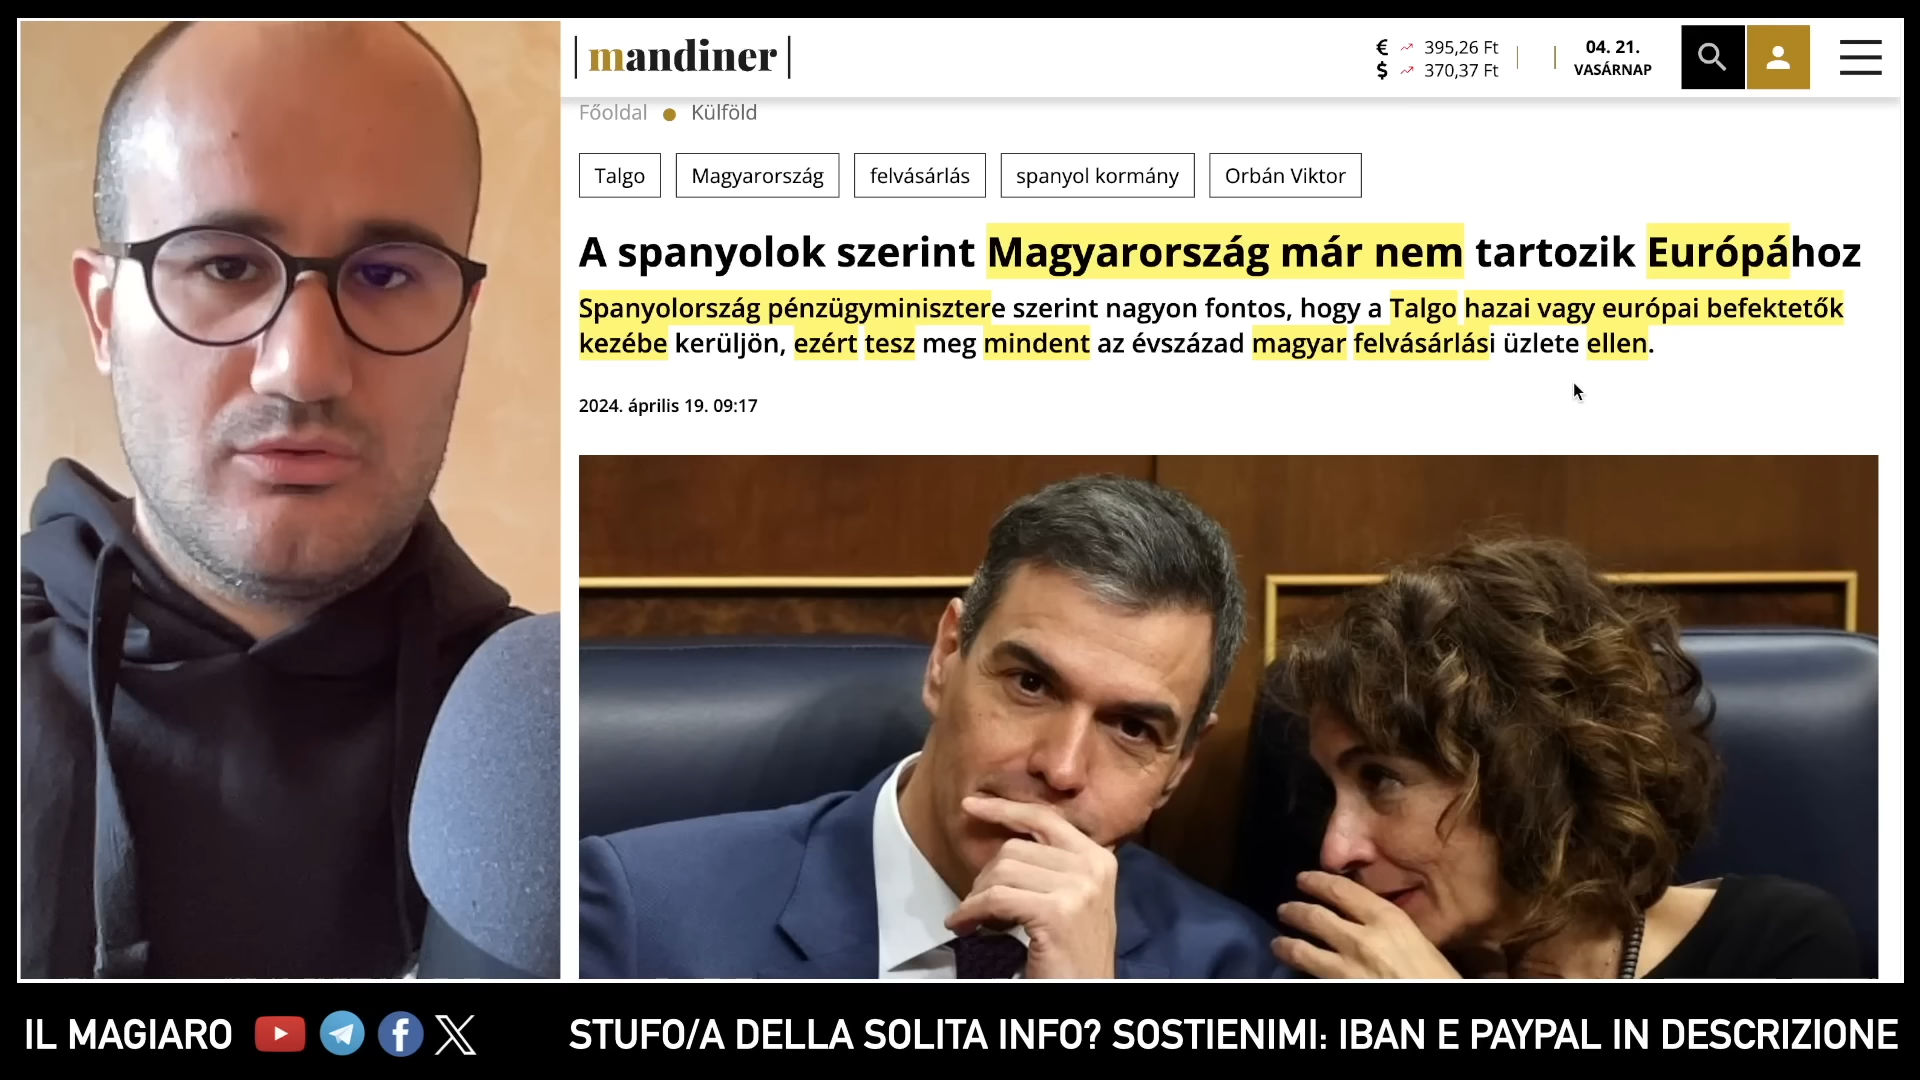 mandiner
€ 395,26 Ft
$ 370,37 Ft
04. 21.
VASÁRNAP
Főoldal Külföld
Talgo Magyarország felvásárlás spanyol kormány Orbán Viktor
A spanyolok szerint Magyarország már nem tartozik Európához
Spanyolország pénzügyminisztere szerint nagyon fontos, hogy a Talgo hazai vagy európai befektetők
kezébe kerüljön, ezért tesz meg mindent az évszázad magyar felvásárlási üzlete ellen.
2024. április 19. 09:17
IL MAGIARO STUFO/A DELLA SOLITA INFO? SOSTIENIMI: IBAN E PAYPAL IN DESCRIZIONE